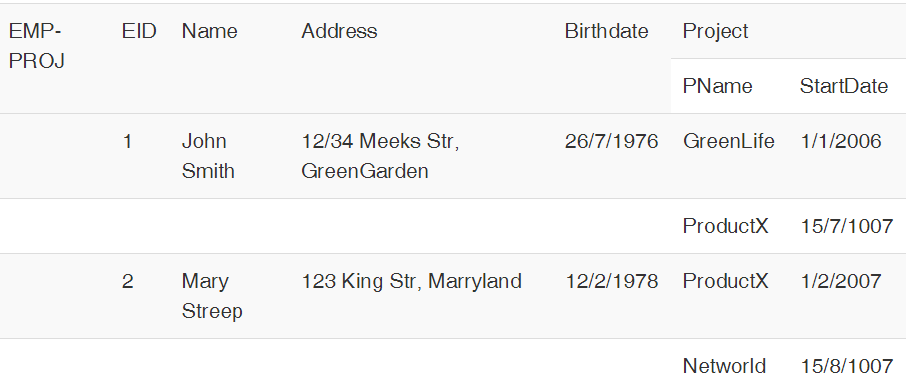 EMP- EID Name Address Birthdate Project
PROJ
PName StartDate
1 John 12/34 Meeks Str, 26/7/1976 GreenLife 1/1/2006
Smith GreenGarden
ProductX 15/7/1007
2 Mary 123 King Str, Marryland 12/2/1978 ProductX 1/2/2007
Streep
Networld 15/8/1007